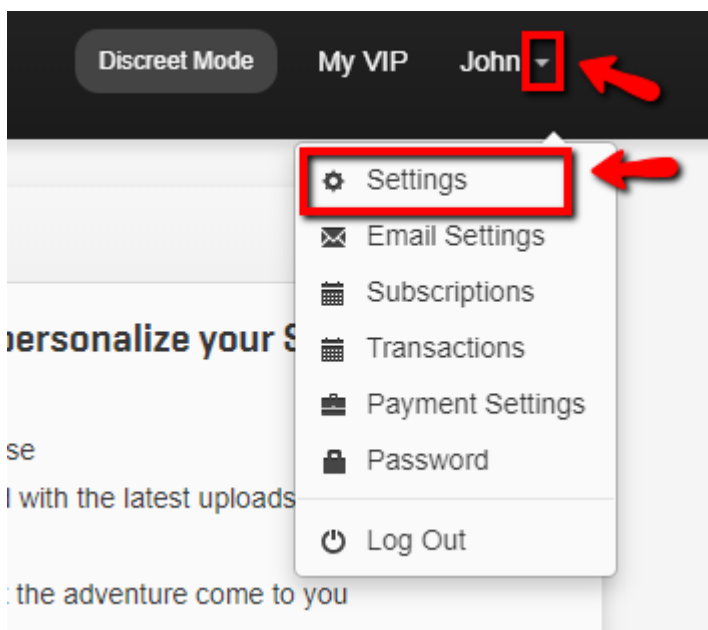 Discreet Mode My VIP John
Settings
Email Settings
Subscriptions
personalize your S
Transactions
Payment Settings
se
Password
with the latest uploads
Log Out
the adventure come to you